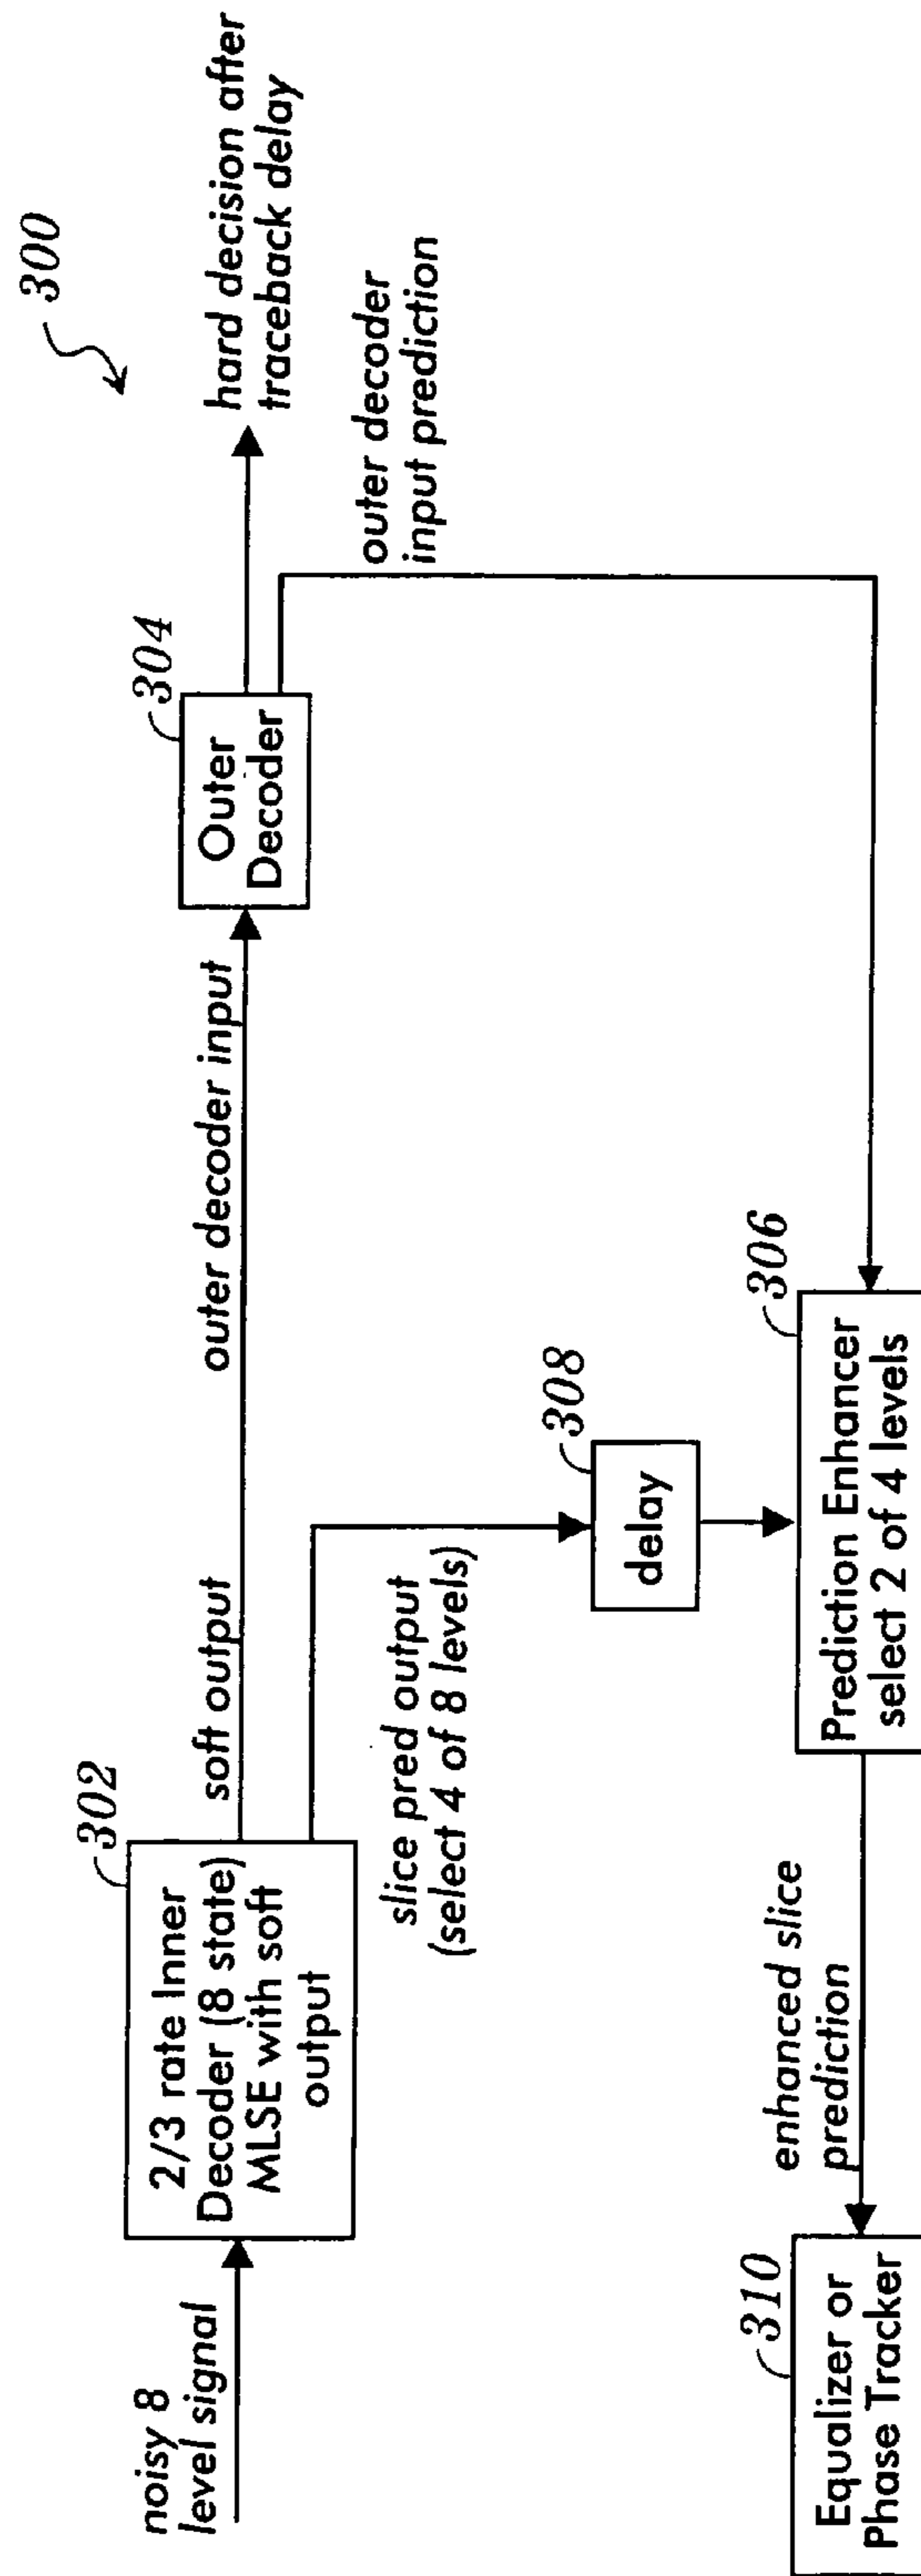 300
noisy 8
level signal
302
2/3 rate Inner
Decoder (8 state)
MLSE with soft
output
soft output
outer decoder input
304
Outer
Decoder
hard decision after
traceback delay
outer decoder
input prediction
slice pred output
(select 4 of 8 levels)
308
delay
306
Prediction Enhancer
select 2 of 4 levels
enhanced slice
prediction
310
Equalizer or
Phase Tracker